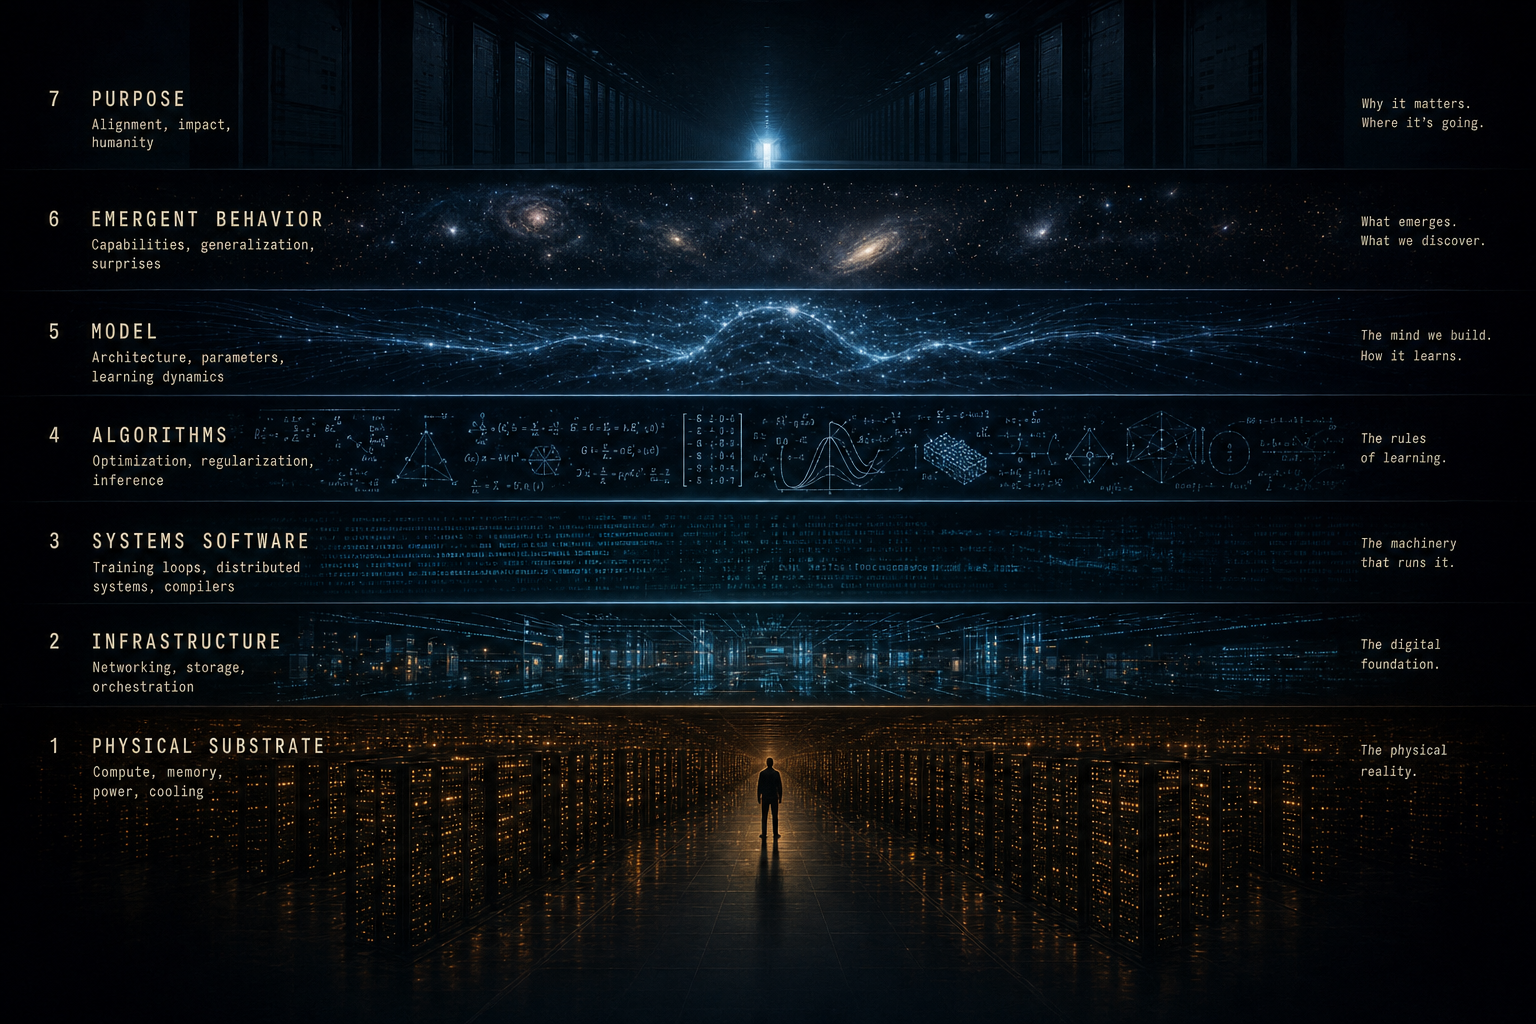 7 PURPOSE
Alignment, impact,
humanity
Why it matters.
Where it's going.
6 EMERGENT BEHAVIOR
Capabilities, generalization,
surprises
What emerges.
What we discover.
5 MODEL
Architecture, parameters,
learning dynamics
The mind we build.
How it learns.
4 ALGORITHMS
Optimization, regularization,
inference
The rules
of learning.
3 SYSTEMS SOFTWARE
Training loops, distributed
systems, compilers
The machinery
that runs it.
2 INFRASTRUCTURE
Networking, storage,
orchestration
The digital
foundation.
1 PHYSICAL SUBSTRATE
Compute, memory,
power, cooling
The physical
reality.